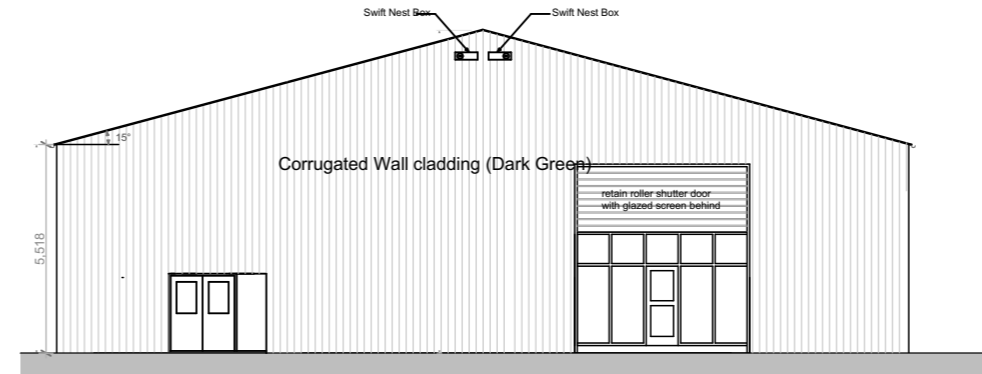 Swift Nest Box
Swift Nest Box
15°
Corrugated Wall cladding (Dark Green)
retain roller shutter door
with glazed screen behind
5,518